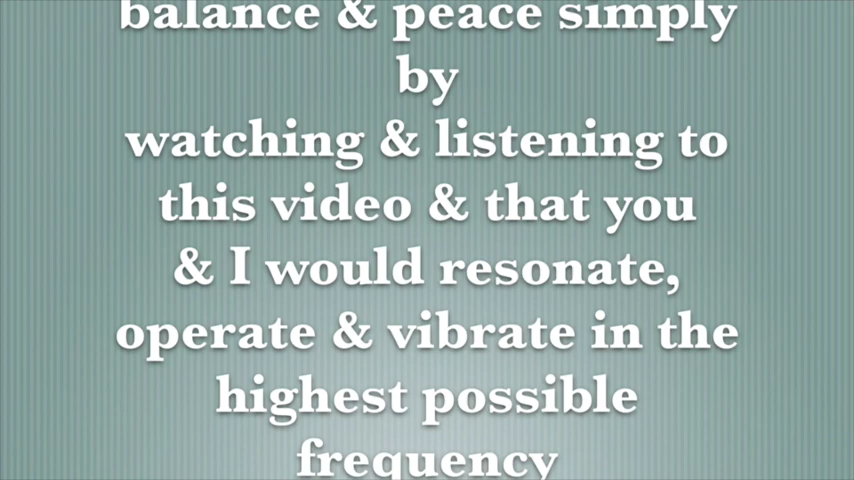 balance & peace simply
by
watching & listening to
this video & that you
& I would resonate,
operate & vibrate in the
highest possible
frequency